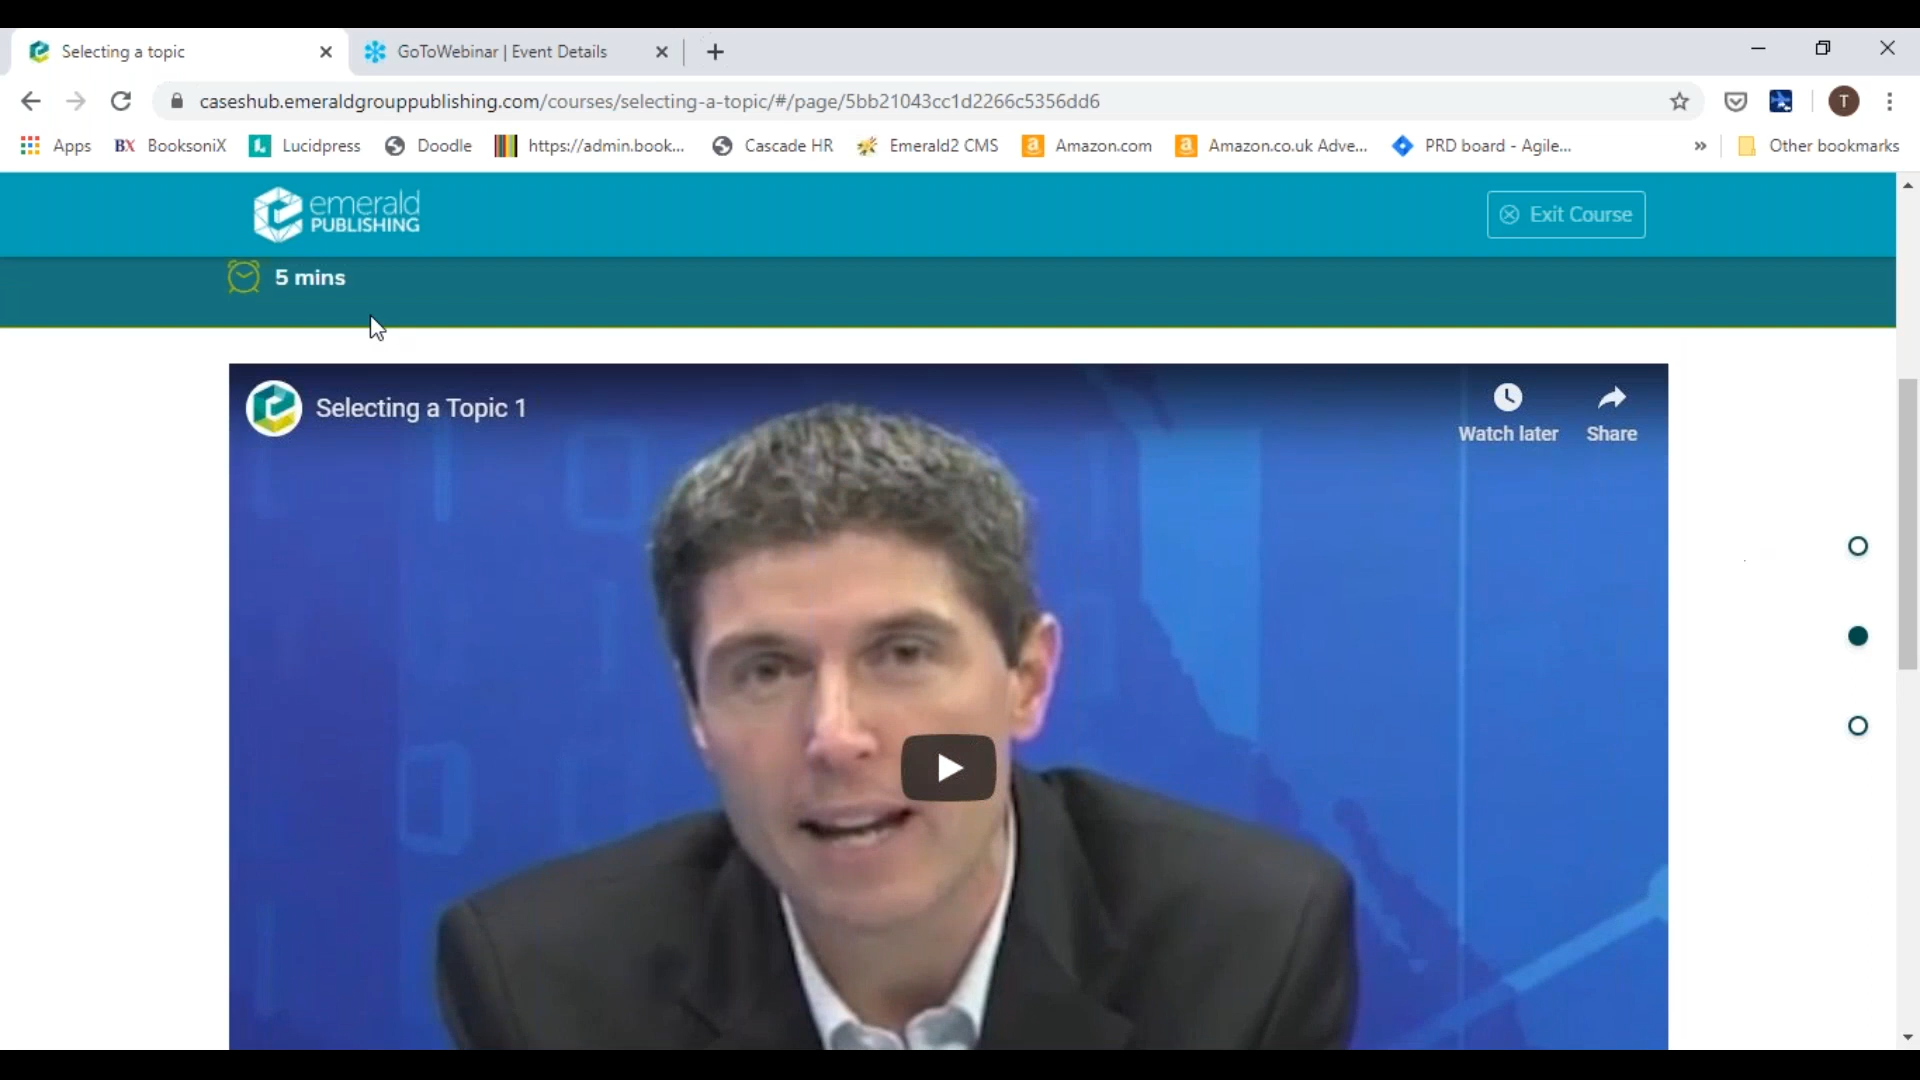 Selecting a topic
GoToWebinar | Event Details
caseshub.emeraldgrouppublishing.com/courses/selecting-a-topic/#/page/5bb21043cc1d2266c5356dd6
T
Apps
BX BooksoniX
Lucidpress
Doodle
https://admin.book...
Cascade HR
Emerald2 CMS
Amazon.com
Amazon.co.uk Adve...
PRD board - Agile...
»
Other bookmarks
emerald
PUBLISHING
Exit Course
5 mins
Selecting a Topic 1
Watch later
Share